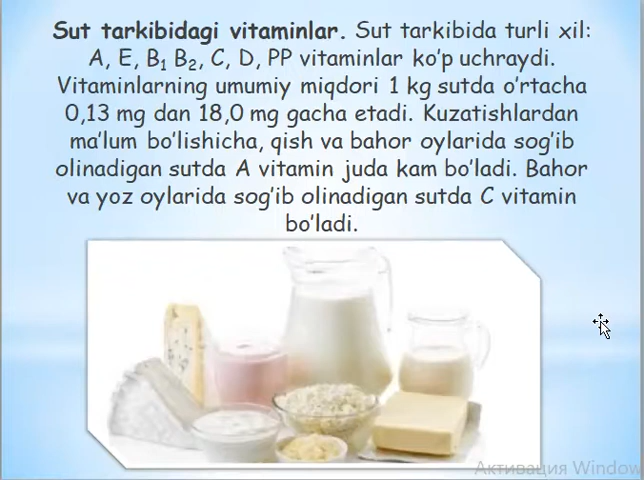 Sut tarkibidagi vitaminlar. Sut tarkibida turli xil:
A, E, B₁ B₂, C, D, PP vitaminlar ko'p uchraydi.
Vitaminlarning umumiy miqdori 1 kg sutda o'rtacha
0,13 mg dan 18,0 mg gacha etadi. Kuzatishlardan
ma'lum bo'lishicha, qish va bahor oylarida sog'ib
olinadigan sutda A vitamin juda kam bo'ladi. Bahor
va yoz oylarida sog'ib olinadigan sutda C vitamin
bo'ladi.
Активация Window